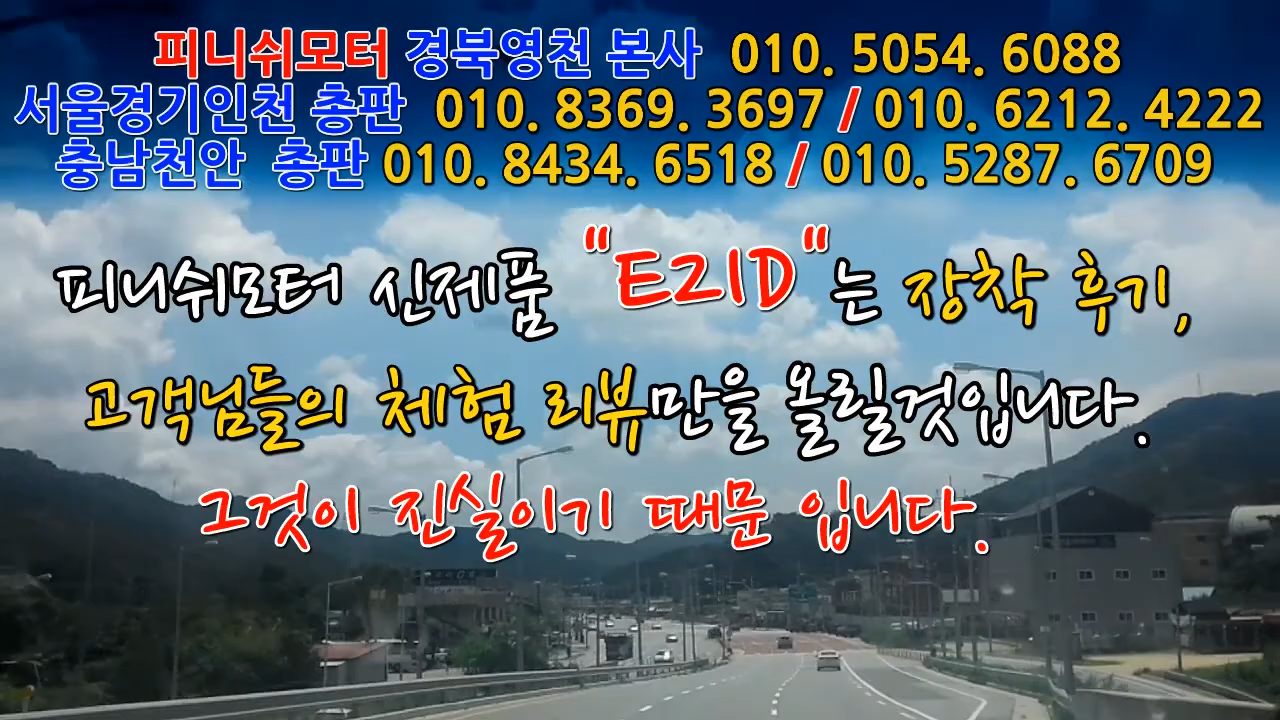 피니쉬모터 경북영천 본사 010. 5054. 6088
서울경기인천 총판 010. 8369. 3697 / 010. 6212. 4222
충남천안 총판 010. 8434. 6518 / 010. 5287. 6709
피니쉬모터 신제품 "E21D"는 장착 후기,
고객님들의 체험 리뷰만을 올릴것입니다.
그것이 진실이기 때문 입니다.